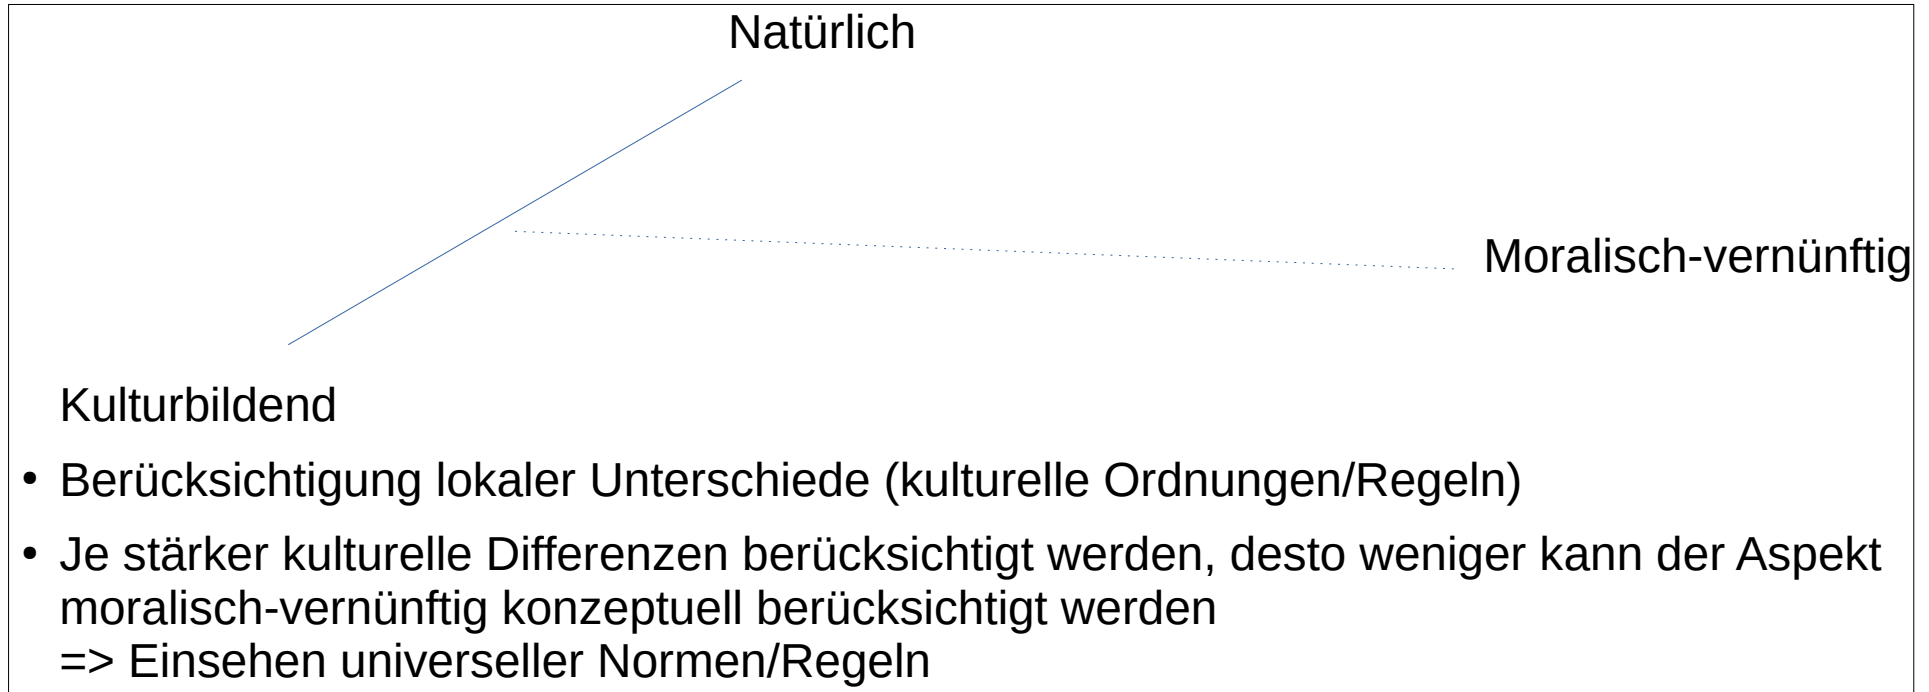 Natürlich
Moralisch-vernünftig
Kulturbildend
• Berücksichtigung lokaler Unterschiede (kulturelle Ordnungen/Regeln)
• Je stärker kulturelle Differenzen berücksichtigt werden, desto weniger kann der Aspekt
moralisch-vernünftig konzeptuell berücksichtigt werden
=> Einsehen universeller Normen/Regeln